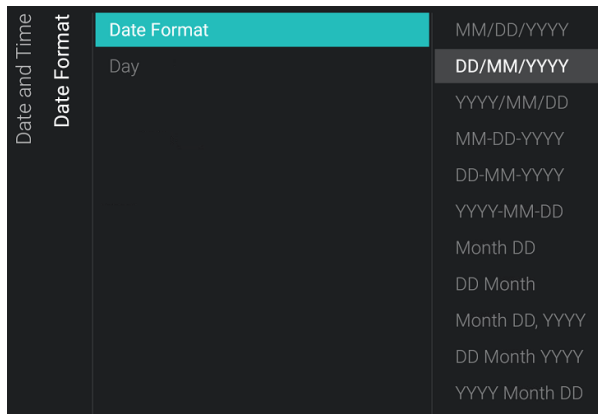 Date and Time
Date Format
Date Format
Day
MM/DD/YYYY
DD/MM/YYYY
YYYY/MM/DD
MM-DD-YYYY
DD-MM-YYYY
YYYY-MM-DD
Month DD
DD Month
Month DD, YYYY
DD Month YYYY
YYYY Month DD